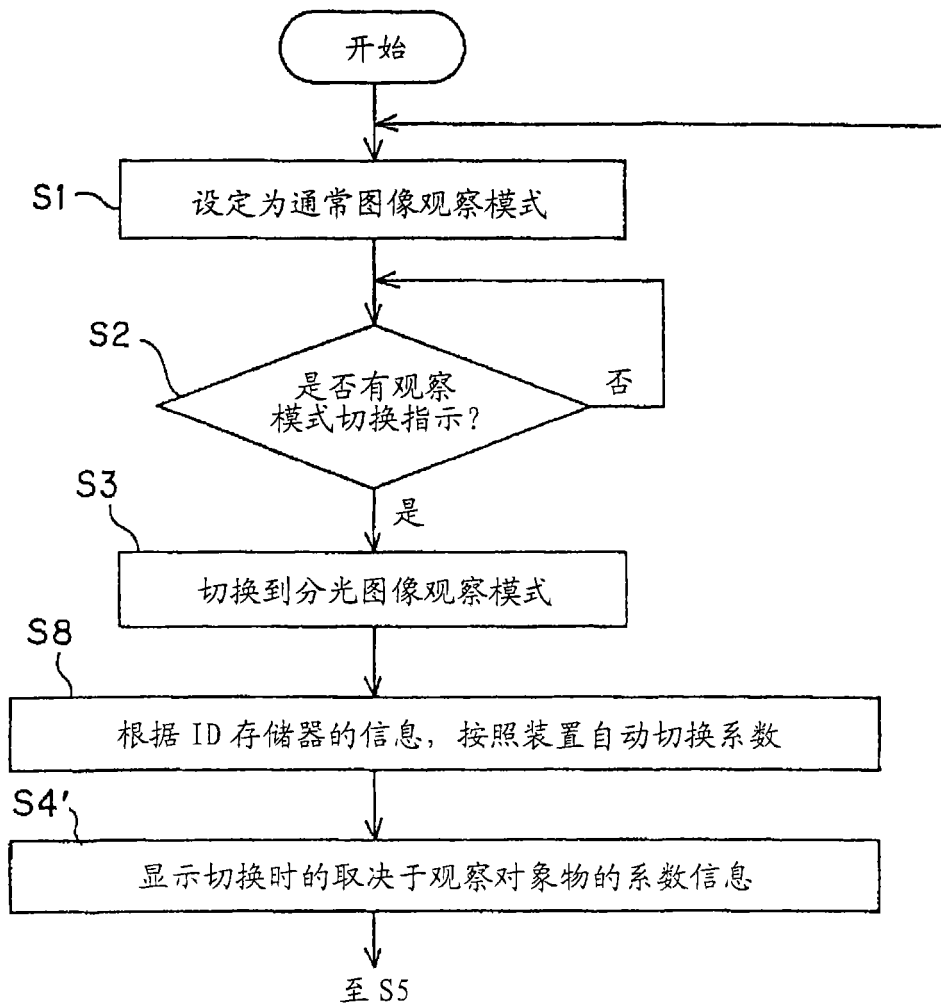 开始
S1
设定为通常图像观察模式
S2
是否有观察
模式切换指示?
否
是
S3
切换到分光图像观察模式
S8
根据 ID 存储器的信息，按照装置自动切换系数
S4'
显示切换时的取决于观察对象物的系数信息
至 S5